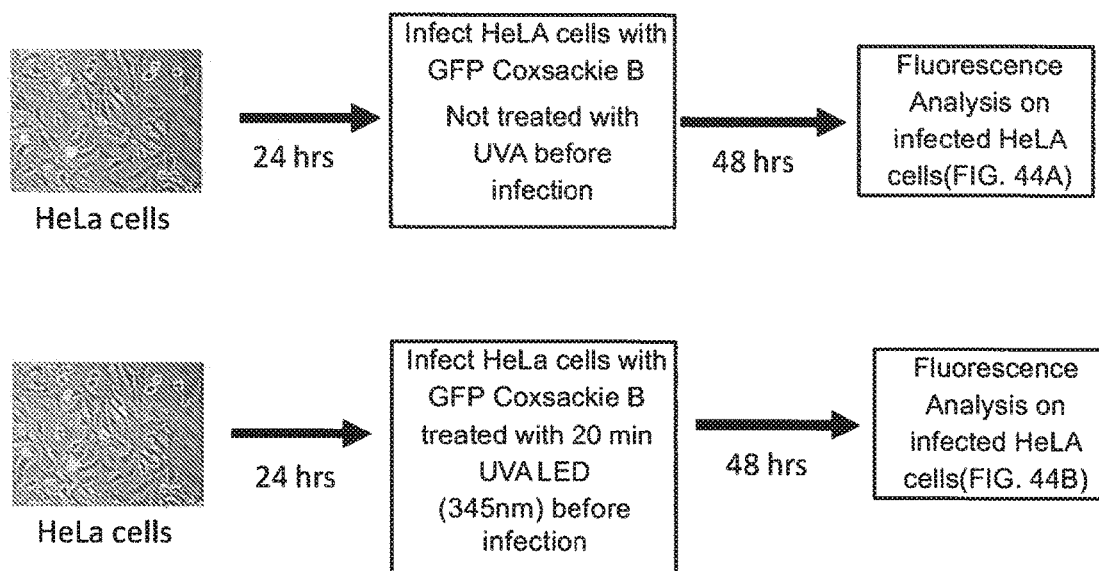 Infect HeLA cells with
GFP Coxsackie B
Not treated with
UVA before
infection
Fluorescence
Analysis on
infected HeLA
cells(FIG. 44A)
24 hrs
48 hrs
HeLa cells
Infect HeLa cells with
GFP Coxsackie B
treated with 20 min
UVA LED
(345nm) before
infection
Fluorescence
Analysis on
infected HeLA
cells(FIG. 44B)
24 hrs
48 hrs
HeLa cells